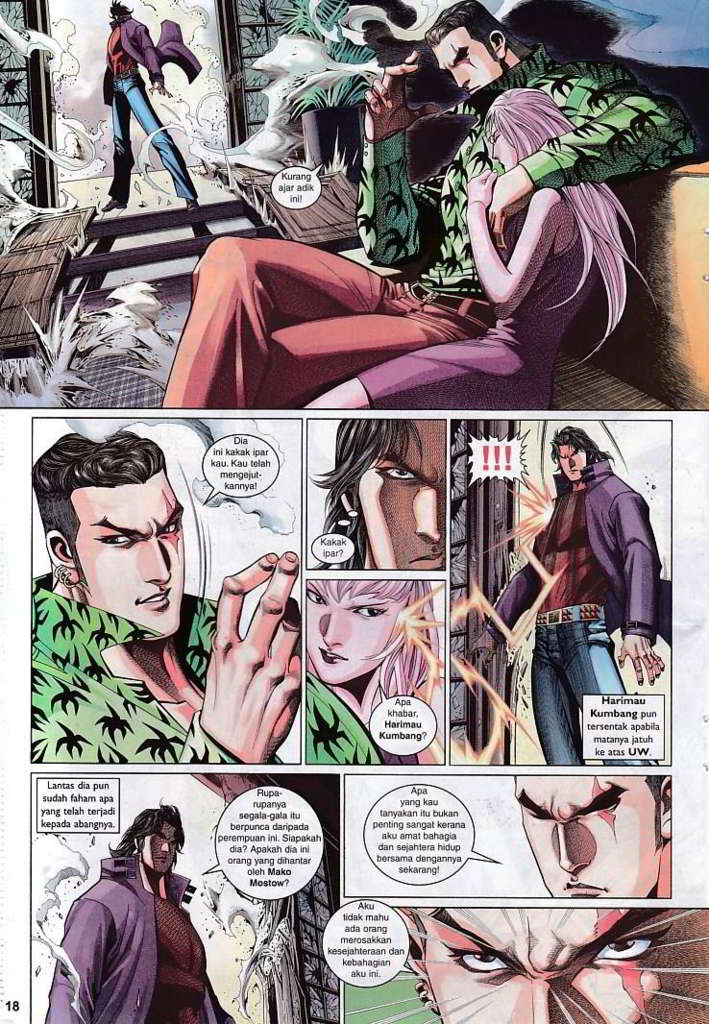 Kurang
ajar adik
ini!
Dia
ini kakak ipar
kau. Kau telah
mengejut-
kannya!
Kakak
ipar?
!!!
Apa
khabar,
Harimau
Kumbang?
Harimau
Kumbang pun
tersentak apabila
matanya jatuh
ke atas UW.
Lantas dia pun
sudah faham apa
yang telah terjadi
kepada abangnya.
Rupa-
rupanya
segala-gala itu
berpunca daripada
perempuan ini. Siapakah
dia? Apakah dia ini
orang yang dihantar
oleh Mako
Mostow?
Apa
yang kau
tanyakan itu bukan
penting sangat kerana
aku amat bahagia
dan sejahtera hidup
bersama dengannya
sekarang!
Aku
tidak mahu
ada orang
merosakkan
kesejahteraan dan
kebahagian
aku ini.
18